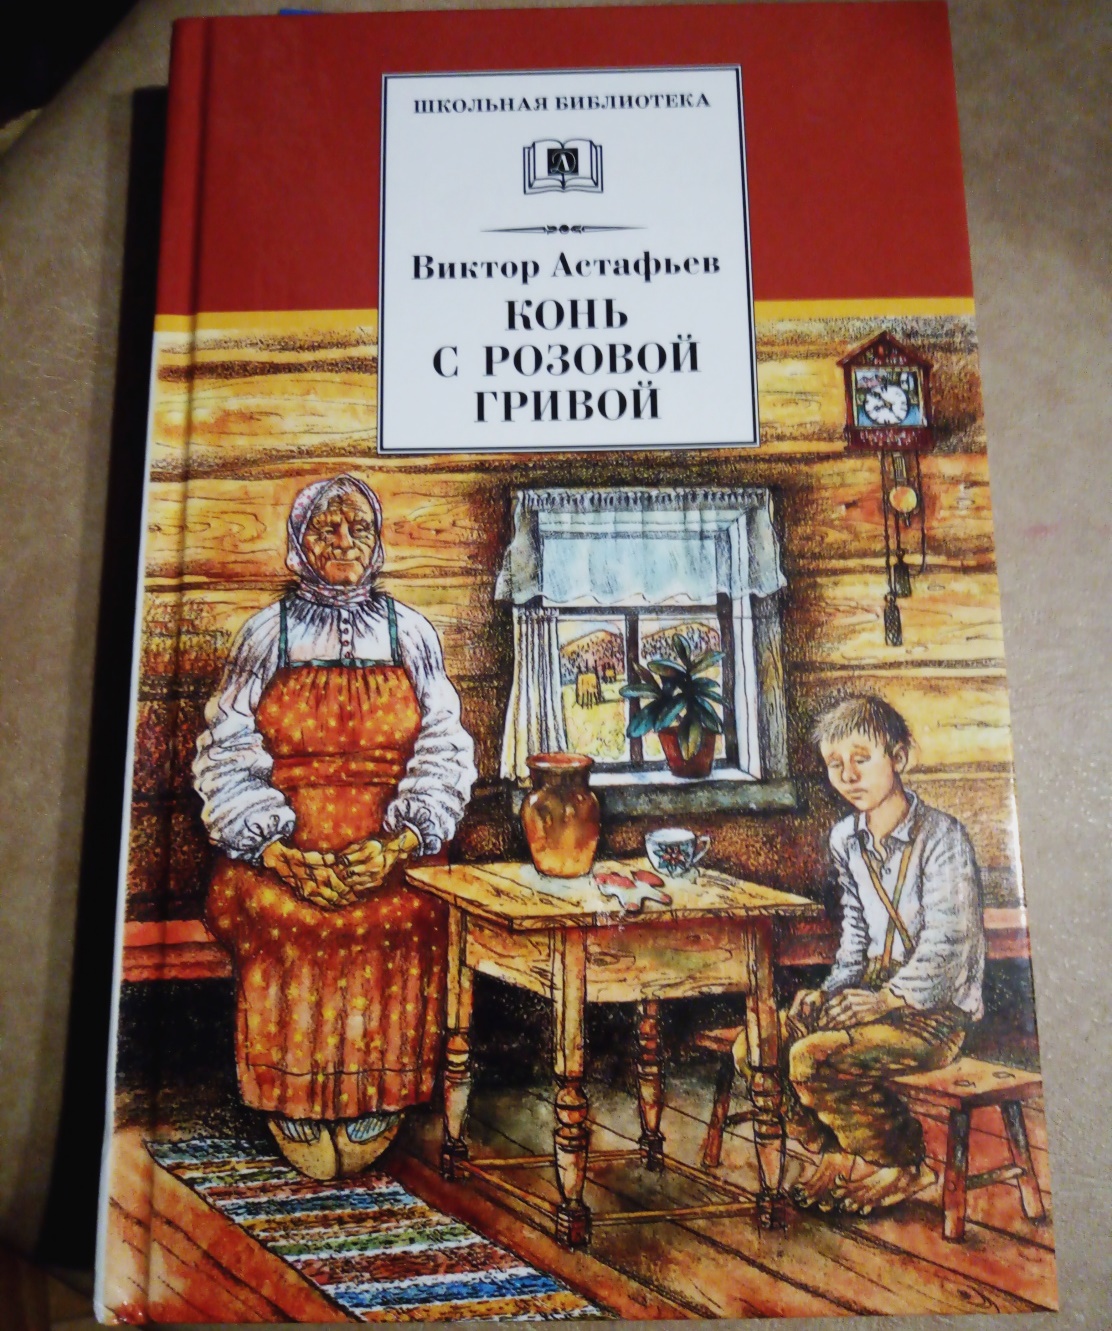 ШКОЛЬНАЯ БИБЛИОТЕКА
Д
Виктор Астафьев
КОНЬ
С РОЗОВОЙ
ГРИВОЙ